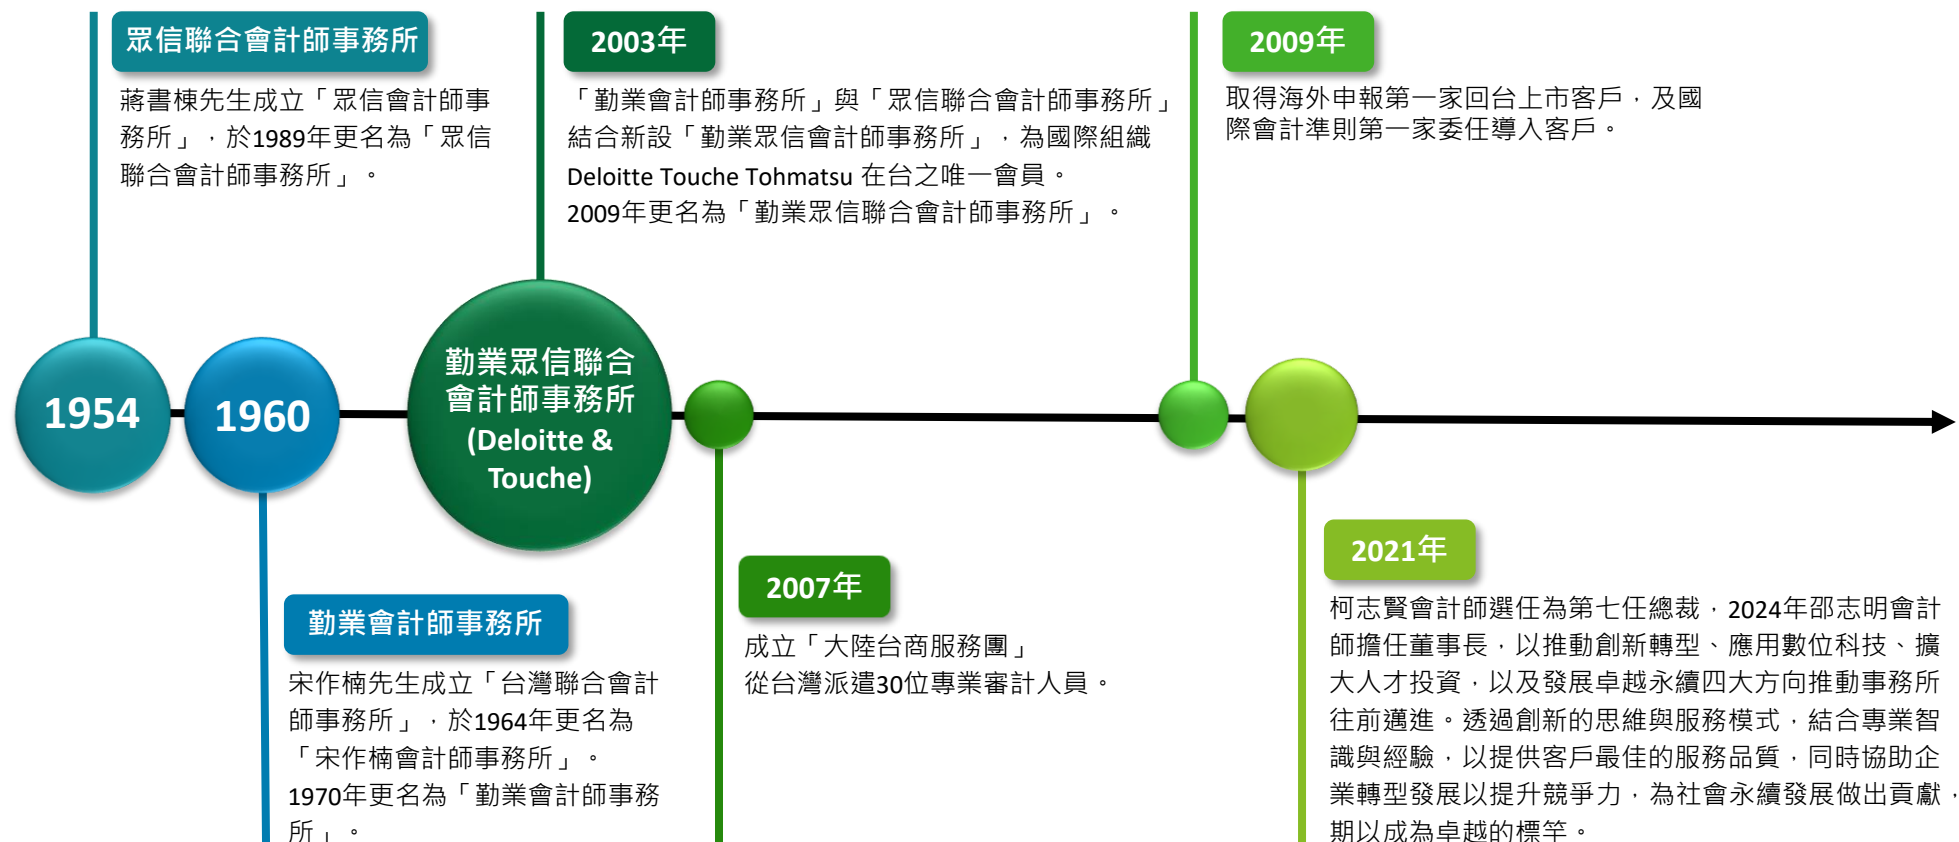 眾信聯合會計師事務所
蔣書棟先生成立「眾信會計師事
務所」，於1989年更名為「眾信
聯合會計師事務所」。
2003年
「勤業會計師事務所」與「眾信聯合會計師事務所」
結合新設「勤業眾信會計師事務所」，為國際組織
Deloitte Touche Tohmatsu 在台之唯一會員。
2009年更名為「勤業眾信聯合會計師事務所」。
2009年
取得海外申報第一家回台上市客戶，及國
際會計準則第一家委任導入客戶。
1954
1960
勤業眾信聯合
會計師事務所
(Deloitte &
Touche)
勤業會計師事務所
宋作楠先生成立「台灣聯合會計
師事務所」，於1964年更名為
「宋作楠會計師事務所」。
1970年更名為「勤業會計師事務
所」。
2007年
成立「大陸台商服務團」
從台灣派遣30位專業審計人員。
2021年
柯志賢會計師選任為第七任總裁，2024年邵志明會計
師擔任董事長，以推動創新轉型、應用數位科技、擴
大人才投資，以及發展卓越永續四大方向推動事務所
往前邁進。透過創新的思維與服務模式，結合專業智
識與經驗，以提供客戶最佳的服務品質，同時協助企
業轉型發展以提升競爭力，為社會永續發展做出貢獻，
期以成為卓越的標竿。